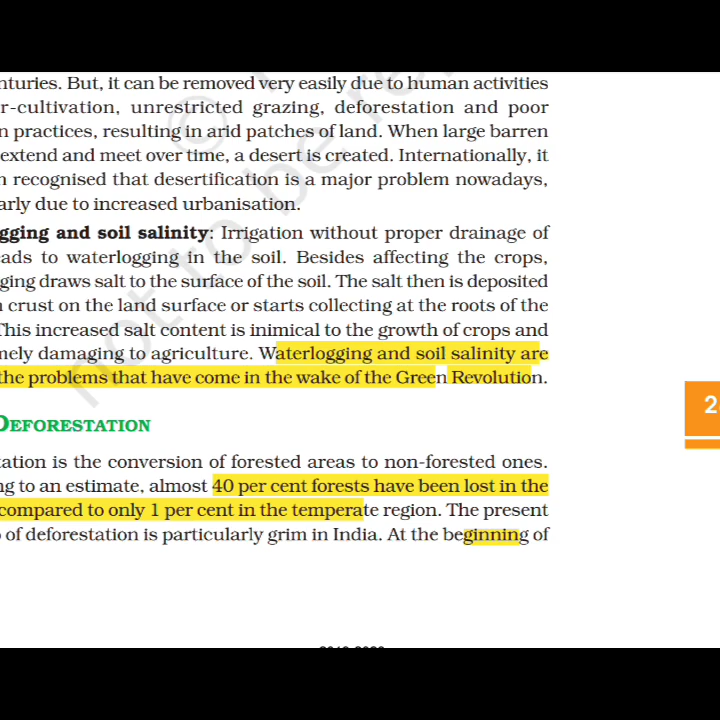 nturies. But, it can be removed very easily due to human activities
r-cultivation, unrestricted grazing, deforestation and poor
n practices, resulting in arid patches of land. When large barren
extend and meet over time, a desert is created. Internationally, it
n recognised that desertification is a major problem nowadays,
arly due to increased urbanisation.
gging and soil salinity: Irrigation without proper drainage of
ads to waterlogging in the soil. Besides affecting the crops,
ging draws salt to the surface of the soil. The salt then is deposited
n crust on the land surface or starts collecting at the roots of the
This increased salt content is inimical to the growth of crops and
nely damaging to agriculture. Waterlogging and soil salinity are
the problems that have come in the wake of the Green Revolution.
DEFORESTATION
tation is the conversion of forested areas to non-forested ones.
ng to an estimate, almost 40 per cent forests have been lost in the
compared to only 1 per cent in the temperate region. The present
of deforestation is particularly grim in India. At the beginning of
2
not to be re
©